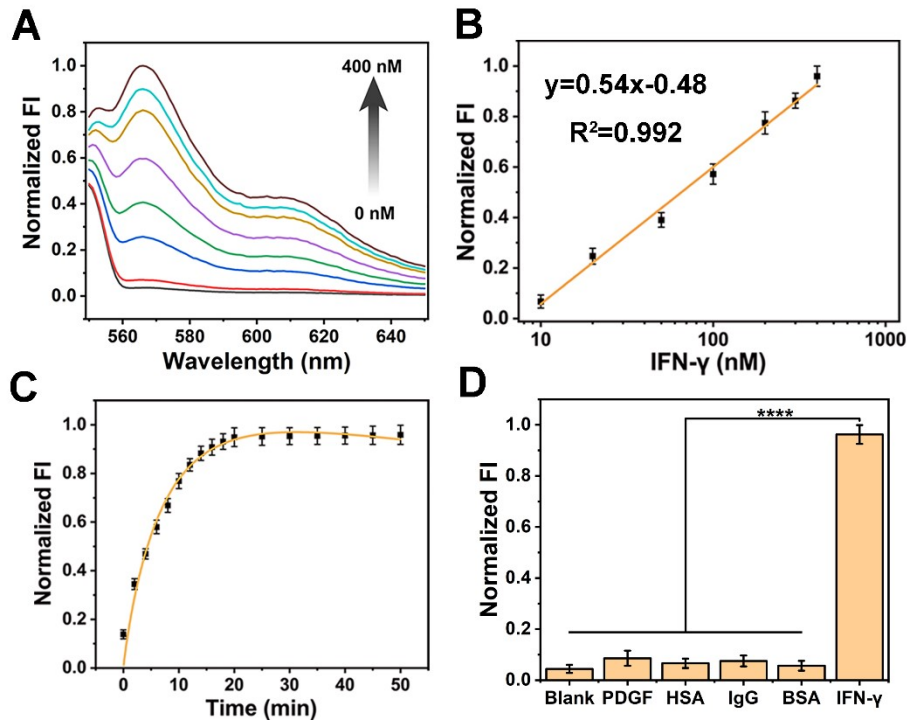 A
Normalized FI
1.0
0.8
0.6
0.4
0.2
0.0
400 nM
0 nM
560 580 600 620 640
Wavelength (nm)
B
Normalized FI
1.0
0.8
0.6
0.4
0.2
0.0
y=0.54x-0.48
R²=0.992
10 100 1000
IFN-γ (nM)
C
Normalized FI
1.0
0.8
0.6
0.4
0.2
0.0
0 10 20 30 40 50
Time (min)
D
Normalized FI
1.0
0.8
0.6
0.4
0.2
0.0
****
Blank PDGF HSA IgG BSA IFN-γ